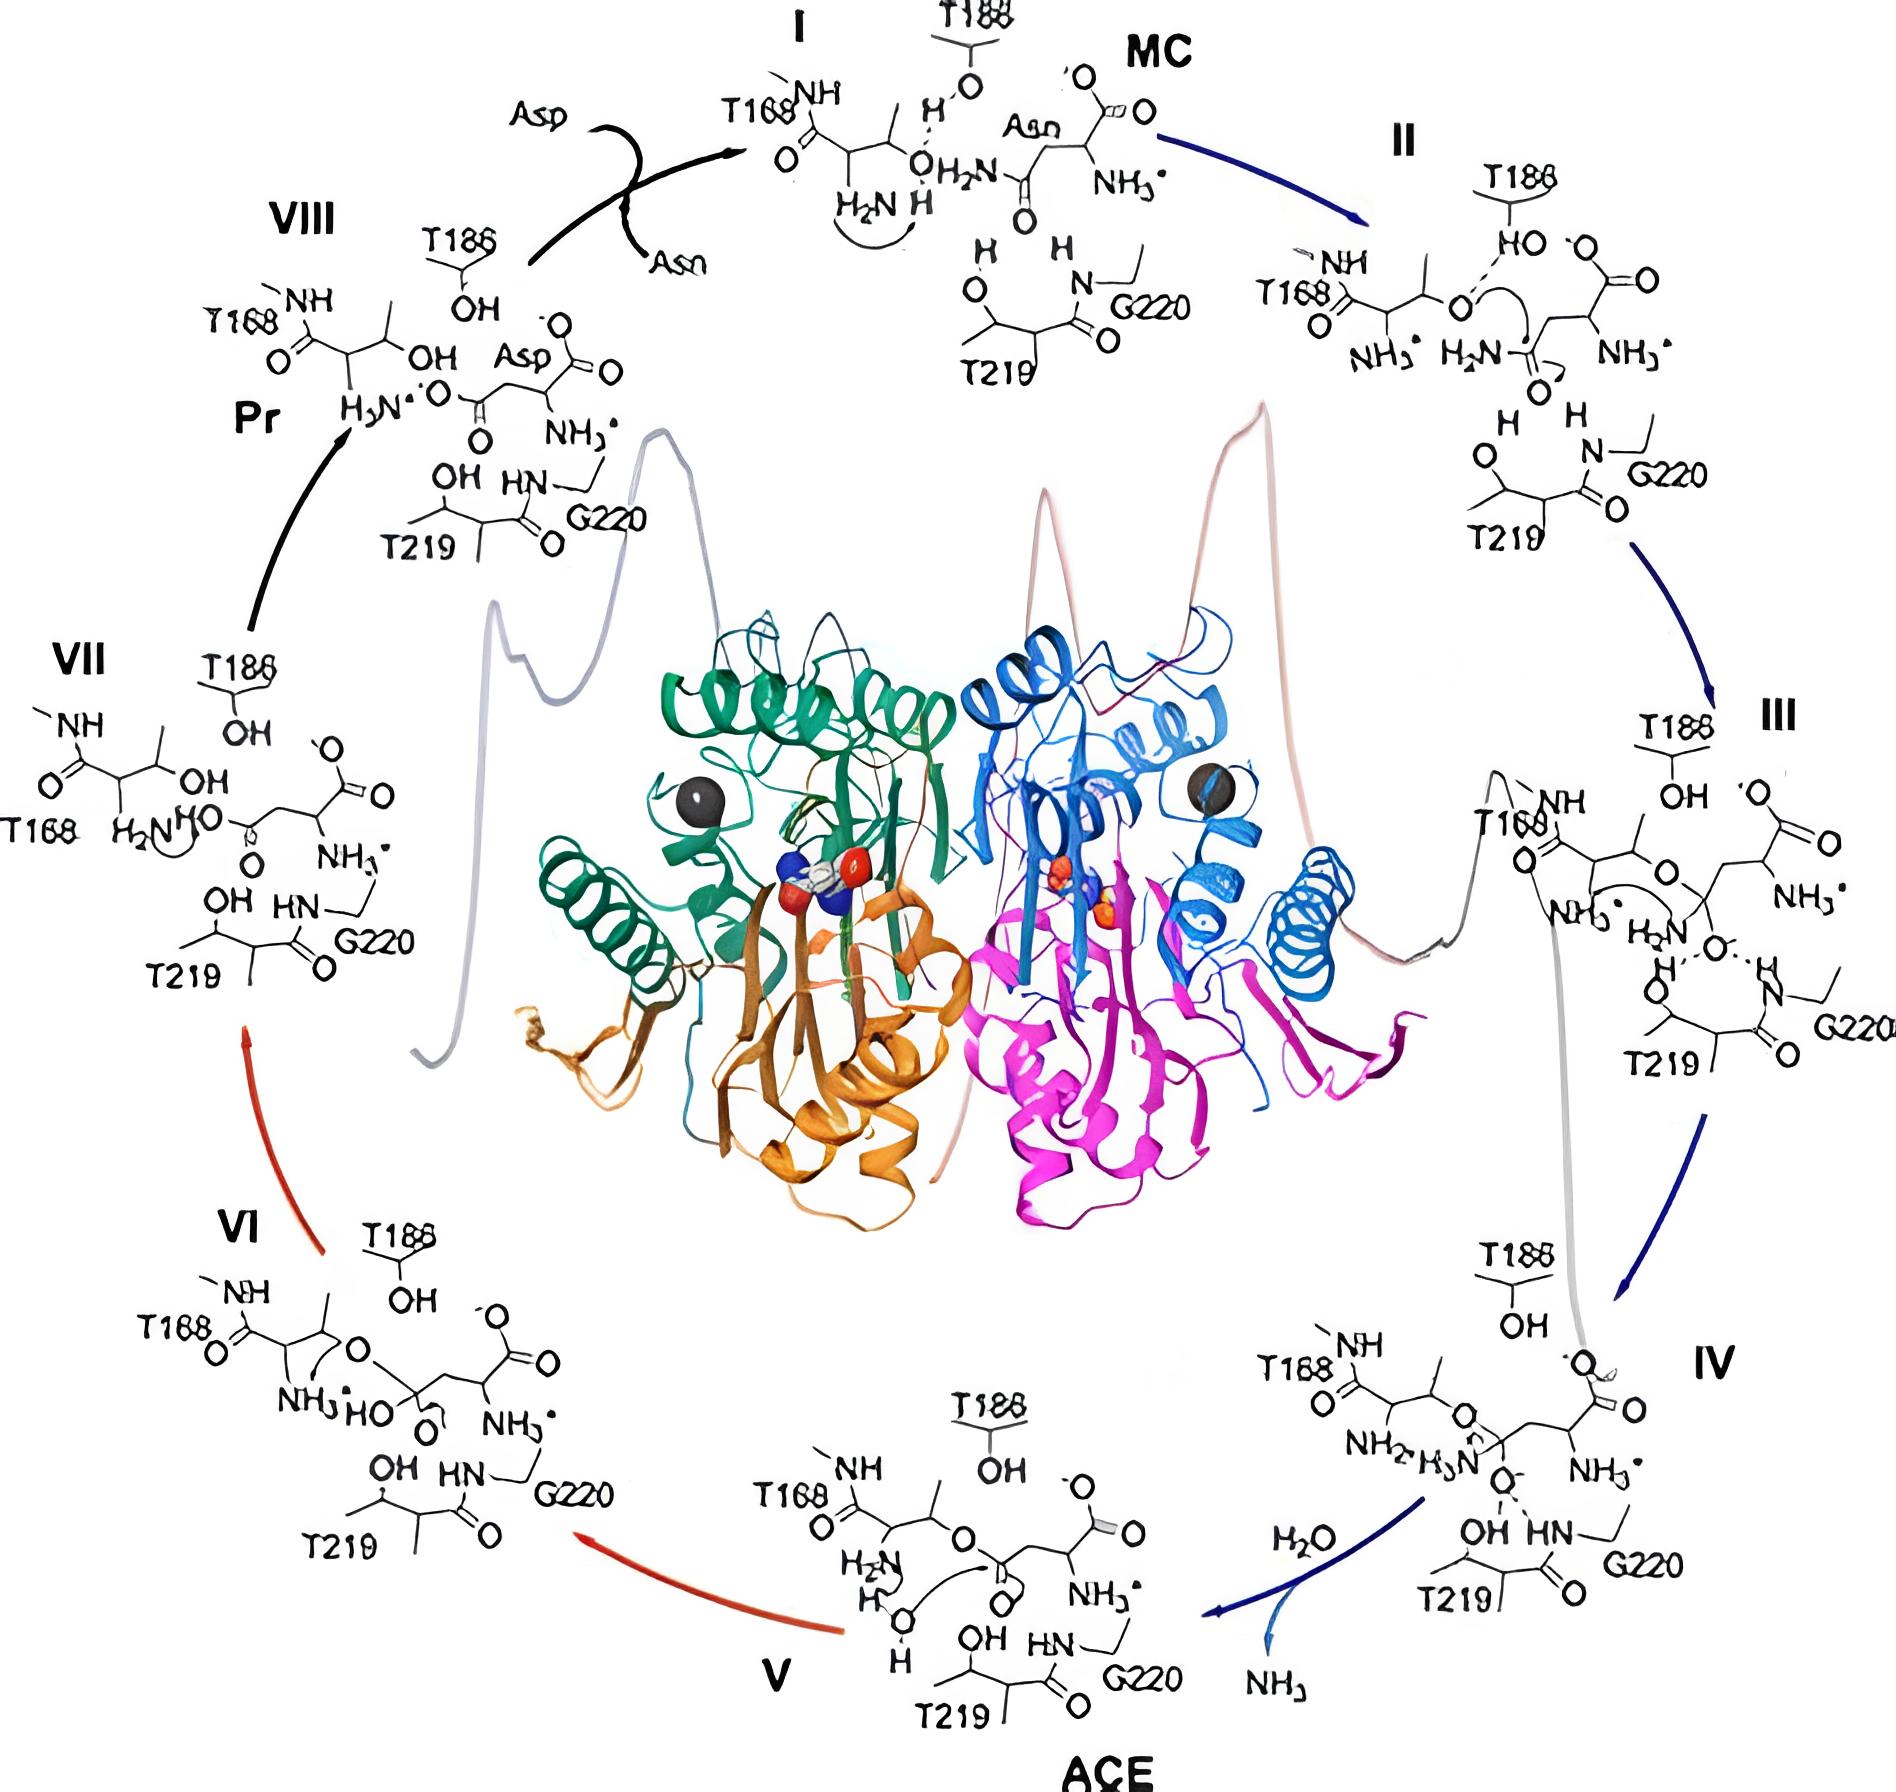 I
T188
MC
T168
NH
O
H
O
Asn
O
O
O
H₂N
NH₃⁺
H₂N
H
O
H
H
O
N
G220
O
T219
Asp
Asn
II
T186
HO
O
O
NH
T168
O
O
NH₃⁺
H₂N
NH₃⁺
O
H
H
O
N
G220
O
T219
III
T188
OH
O
O
NH
T168
O
O
NH₃⁺
NH₃⁺
H₂N
O⁻
H
H
O
N
G220
O
T219
IV
T188
OH
⁻O
O
NH
T168
O
O
NH₂
H₃N
NH₃⁺
O⁻
OH
HN
G220
O
T219
H₂O
NH₃
T188
OH
⁻O
O
NH
T168
O
O
H₂N
H
O
H
NH₃⁺
O
OH
HN
G220
O
T219
V
ACE
VI
T188
OH
⁻O
O
NH
T168
O
O
NH₃⁺
HO
O
NH₃⁺
OH
HN
G220
O
T219
VII
T186
OH
⁻O
O
NH
O
OH
T168
H₂N
HO
O
NH₃⁺
OH
HN
G220
O
T219
VIII
T186
OH
⁻O
O
NH
T168
O
OH
Asp
Pr
H₃N⁺
⁻O
O
NH₃⁺
OH
HN
G220
O
T219